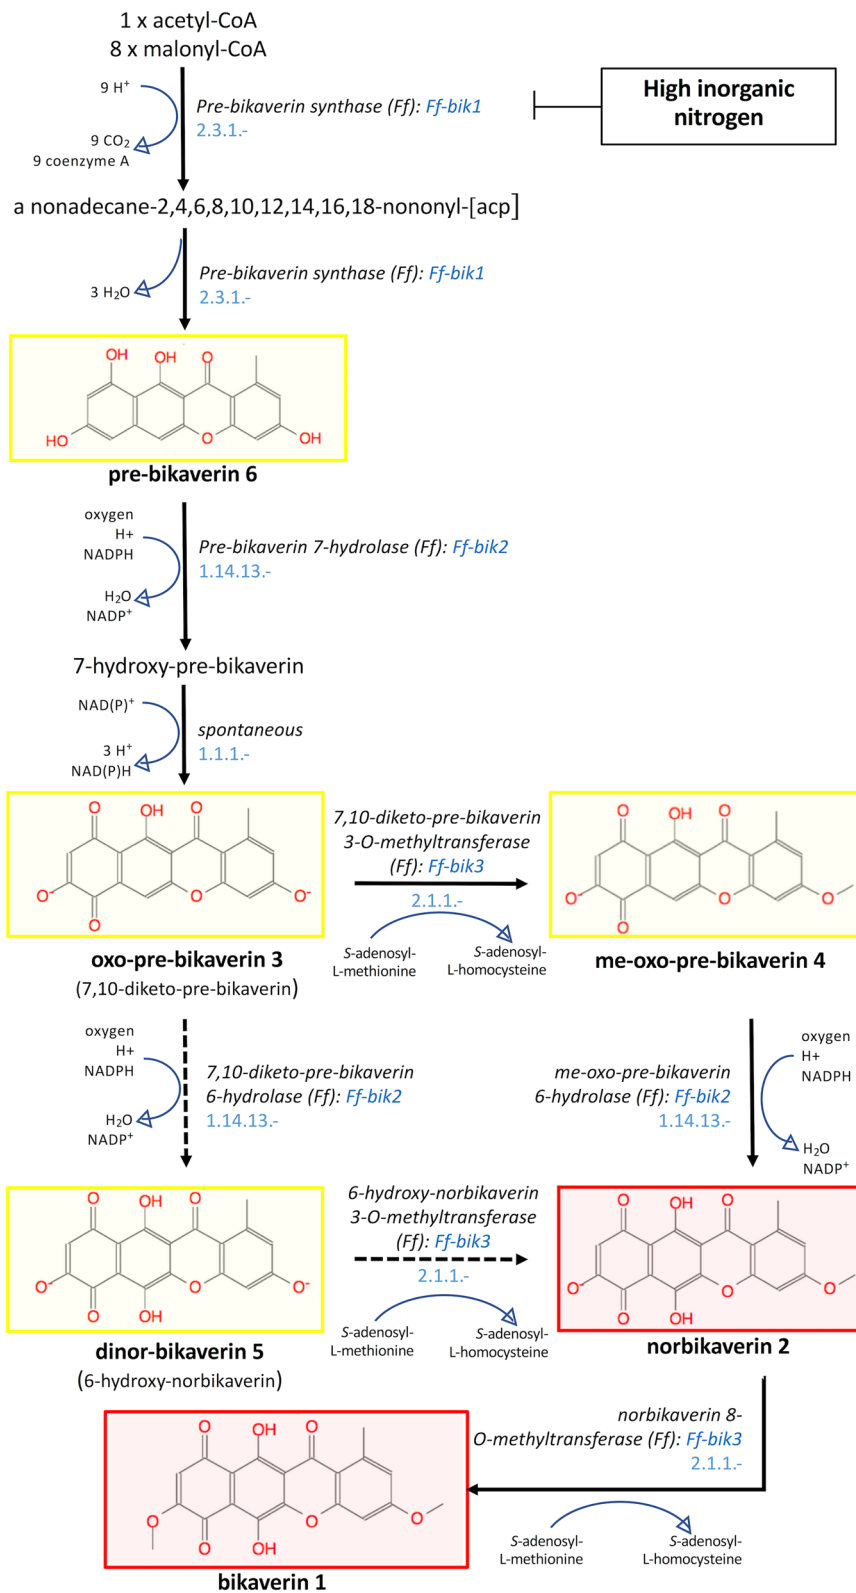 1 x acetyl-CoA
8 x malonyl-CoA
9 H⁺
9 CO₂
9 coenzyme A
Pre-bikaverin synthase (Ff): Ff-bik1
2.3.1.-
High inorganic
nitrogen
a nonadecane-2,4,6,8,10,12,14,16,18-nononyl-[acp]
3 H₂O
Pre-bikaverin synthase (Ff): Ff-bik1
2.3.1.-
OH
OH
O
HO
O
OH
pre-bikaverin 6
oxygen
H+
NADPH
H₂O
NADP⁺
Pre-bikaverin 7-hydrolase (Ff): Ff-bik2
1.14.13.-
7-hydroxy-pre-bikaverin
NAD(P)⁺
3 H⁺
NAD(P)H
spontaneous
1.1.1.-
O
OH
O
O⁻
O
O
O⁻
oxo-pre-bikaverin 3
(7,10-diketo-pre-bikaverin)
7,10-diketo-pre-bikaverin
3-O-methyltransferase
(Ff): Ff-bik3
2.1.1.-
S-adenosyl-
L-methionine
S-adenosyl-
L-homocysteine
O
OH
O
O⁻
O
O
O
me-oxo-pre-bikaverin 4
oxygen
H+
NADPH
H₂O
NADP⁺
7,10-diketo-pre-bikaverin
6-hydrolase (Ff): Ff-bik2
1.14.13.-
me-oxo-pre-bikaverin
6-hydrolase (Ff): Ff-bik2
1.14.13.-
oxygen
H+
NADPH
H₂O
NADP⁺
O
OH
O
O⁻
O
OH
O
O⁻
dinor-bikaverin 5
(6-hydroxy-norbikaverin)
6-hydroxy-norbikaverin
3-O-methyltransferase
(Ff): Ff-bik3
2.1.1.-
S-adenosyl-
L-methionine
S-adenosyl-
L-homocysteine
O
OH
O
O⁻
O
OH
O
O
norbikaverin 2
norbikaverin 8-
O-methyltransferase (Ff): Ff-bik3
2.1.1.-
S-adenosyl-
L-methionine
S-adenosyl-
L-homocysteine
O
OH
O
O
O
OH
O
O
bikaverin 1